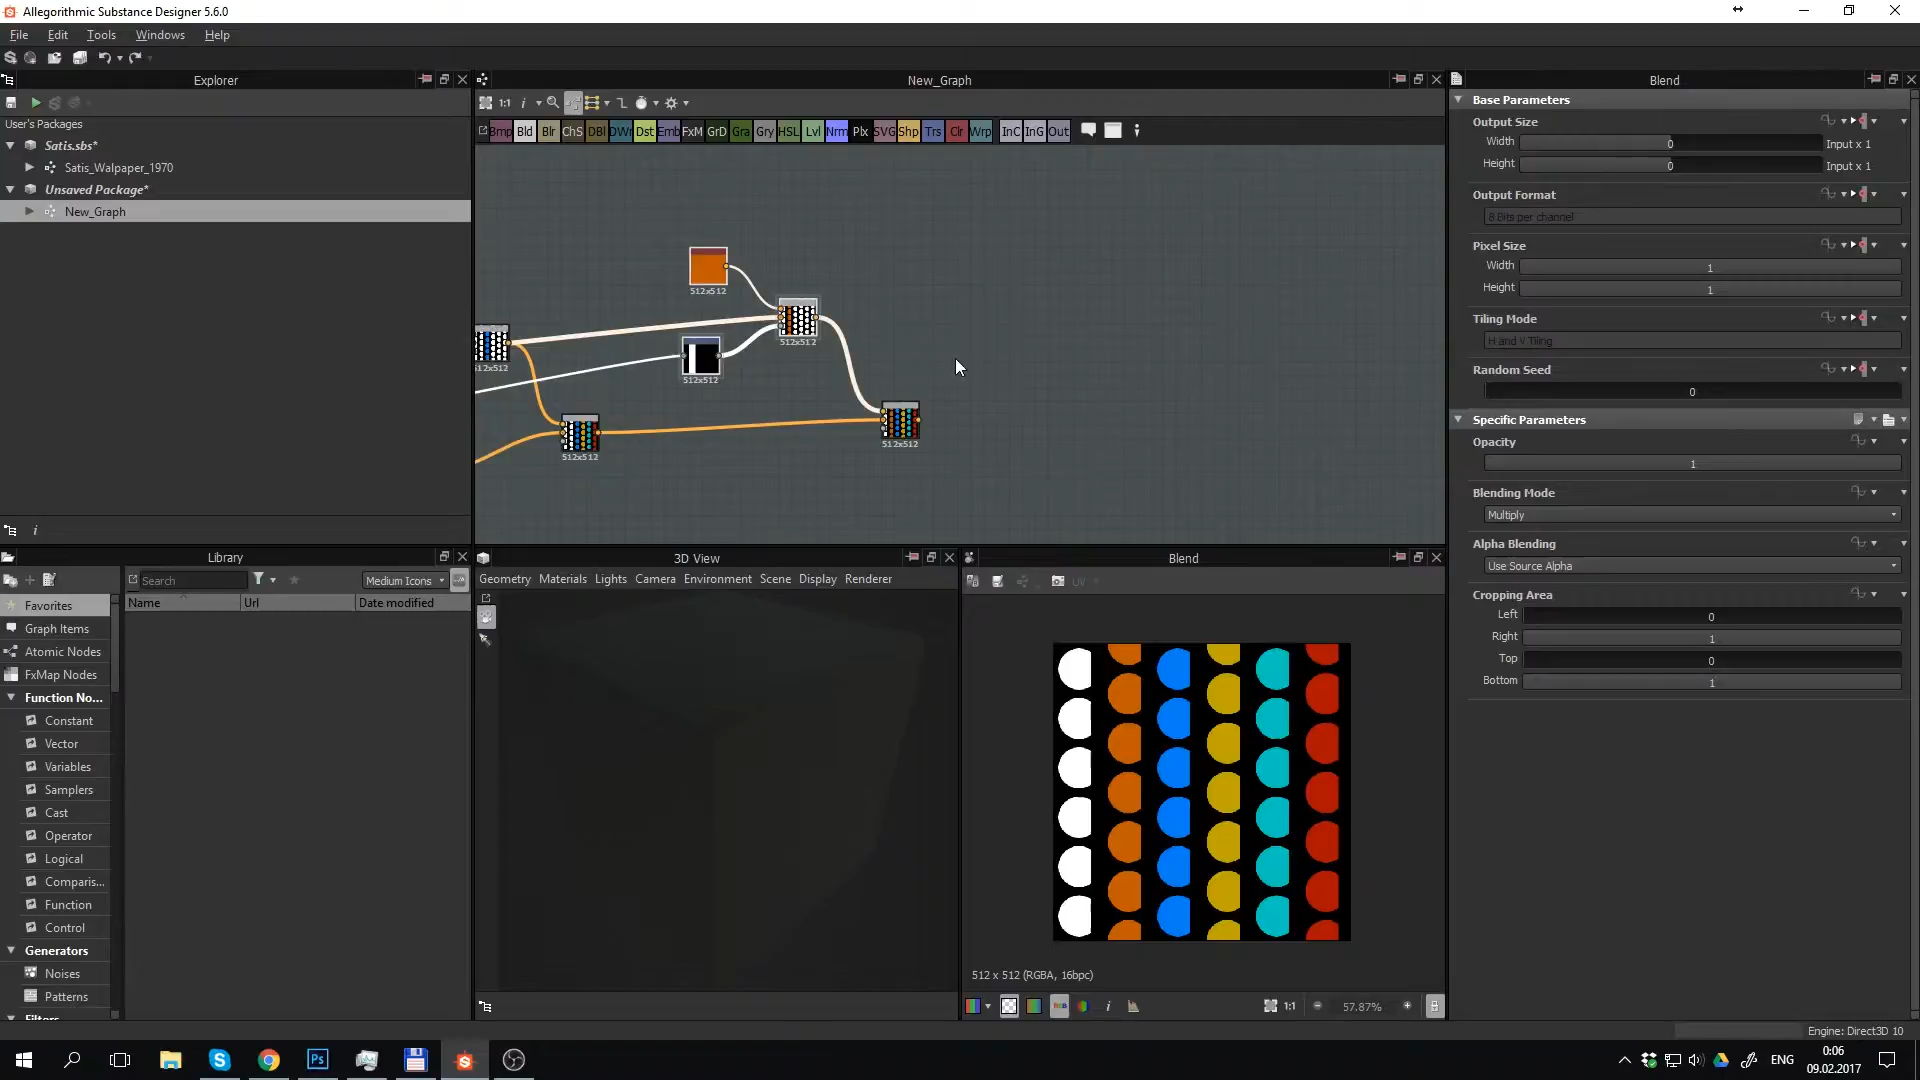 Allegorithmic Substance Designer 5.6.0
File Edit Tools Windows Help
Explorer
User's Packages
Satis.sbs*
Satis_Walpaper_1970
Unsaved Package*
New_Graph
New_Graph
1:1
Bmp Bld Blr ChS DBl DWr Dst Emb FxM GrD Gra Gry HSL Lvl Nrm Plx SVG Shp Trs Clr Wrp InC InG Out
512x512
512x512
512x512
512x512
512x512
Blend
Base Parameters
Output Size
Width 0 Input x 1
Height 0 Input x 1
Output Format
8 Bits per channel
Pixel Size
Width 1
Height 1
Tiling Mode
H and V Tiling
Random Seed
0
Specific Parameters
Opacity
1
Blending Mode
Multiply
Alpha Blending
Use Source Alpha
Cropping Area
Left 0
Right 1
Top 0
Bottom 1
Library
Search
Medium Icons
Name Url Date modified
Favorites
Graph Items
Atomic Nodes
FxMap Nodes
Function No...
Constant
Vector
Variables
Samplers
Cast
Operator
Logical
Comparis...
Function
Control
Generators
Noises
Patterns
Filters
3D View
Geometry Materials Lights Camera Environment Scene Display Renderer
Blend
UV
512 x 512 (RGBA, 16bpc)
1:1
57.87%
Engine: Direct3D 10
ENG
0:06
09.02.2017